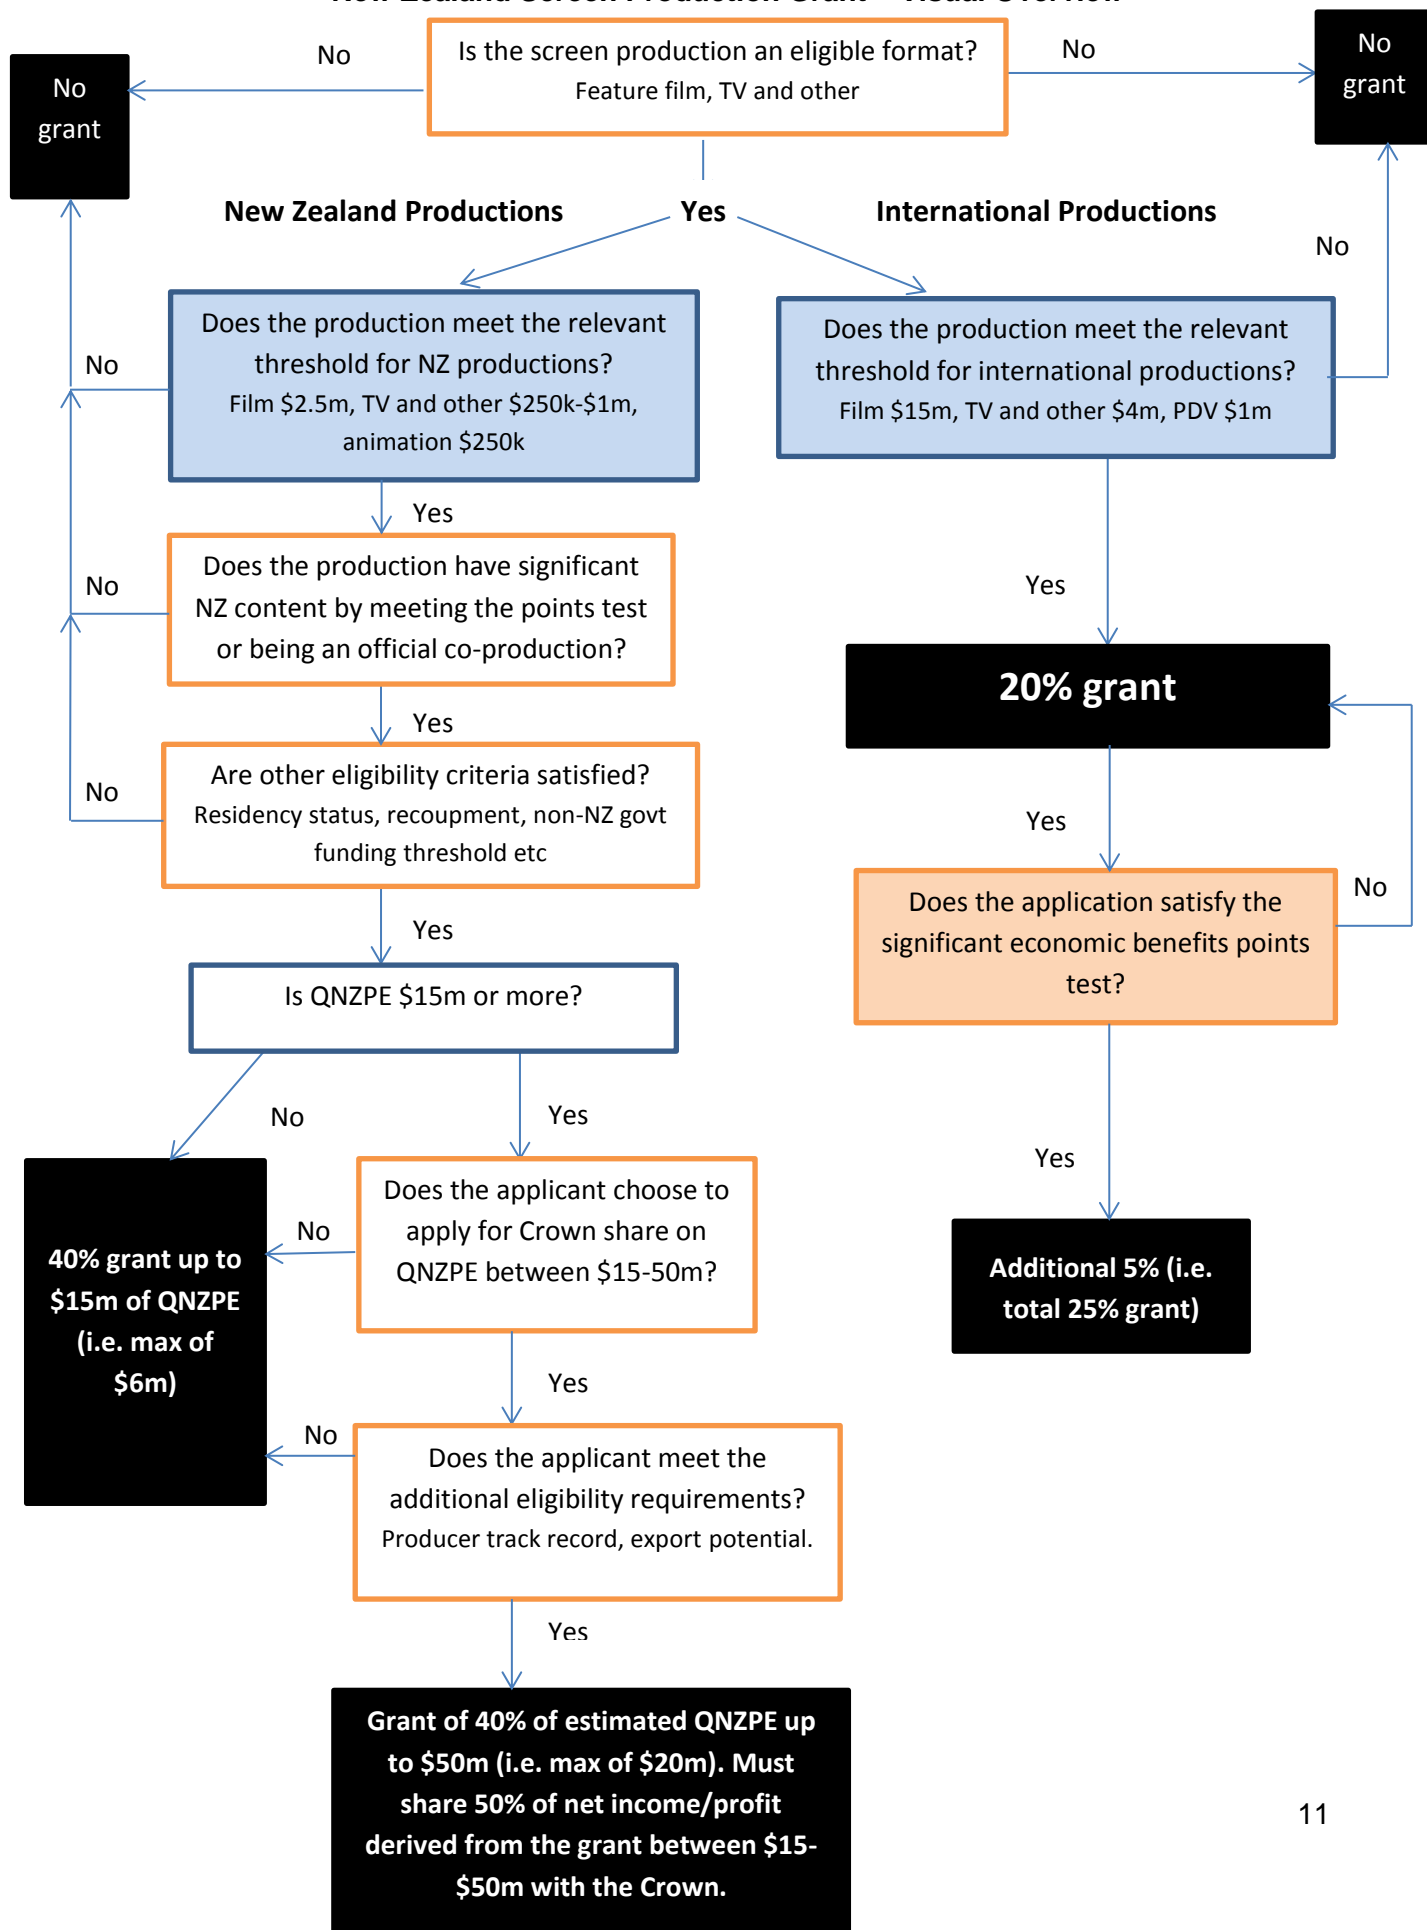 New Zealand Screen Production Grant – Visual Overview
Is the screen production an eligible format?
Feature film, TV and other
No
No
No
grant
No
grant
New Zealand Productions
Yes
International Productions
No
Does the production meet the relevant
threshold for NZ productions?
Film $2.5m, TV and other $250k-$1m,
animation $250k
No
Does the production meet the relevant
threshold for international productions?
Film $15m, TV and other $4m, PDV $1m
Yes
Does the production have significant
NZ content by meeting the points test
or being an official co-production?
No
Yes
Yes
20% grant
Are other eligibility criteria satisfied?
Residency status, recoupment, non-NZ govt
funding threshold etc
No
Yes
Yes
Does the application satisfy the
significant economic benefits points
test?
No
Is QNZPE $15m or more?
No
Yes
Yes
40% grant up to
$15m of QNZPE
(i.e. max of
$6m)
Does the applicant choose to
apply for Crown share on
QNZPE between $15-50m?
No
Additional 5% (i.e.
total 25% grant)
Yes
Does the applicant meet the
additional eligibility requirements?
Producer track record, export potential.
No
Yes
Grant of 40% of estimated QNZPE up
to $50m (i.e. max of $20m). Must
share 50% of net income/profit
derived from the grant between $15-
$50m with the Crown.
11